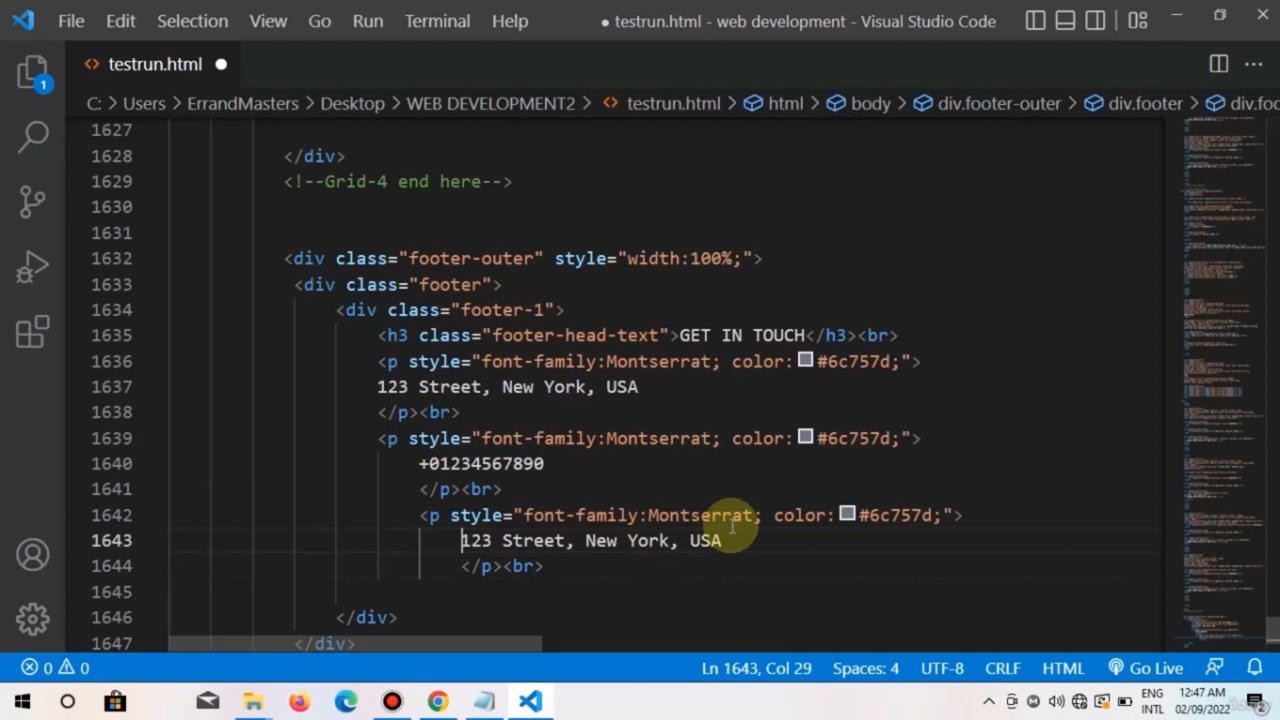 File Edit Selection View Go Run Terminal Help ● testrun.html - web development - Visual Studio Code
testrun.html
C: > Users > ErrandMasters > Desktop > WEB DEVELOPMENT2 > testrun.html > html > body > div.footer-outer > div.footer > div.foo
1
1627
1628 </div>
1629 <!--Grid-4 end here-->
1630
1631
1632 <div class="footer-outer" style="width:100%;">
1633 <div class="footer">
1634 <div class="footer-1">
1635 <h3 class="footer-head-text">GET IN TOUCH</h3><br>
1636 <p style="font-family:Montserrat; color:#6c757d;">
1637 123 Street, New York, USA
1638 </p><br>
1639 <p style="font-family:Montserrat; color:#6c757d;">
1640 +01234567890
1641 </p><br>
1642 <p style="font-family:Montserrat; color:#6c757d;">
1643 123 Street, New York, USA
1644 </p><br>
1645
1646 </div>
1647 </div>
0 0 Ln 1643, Col 29 Spaces: 4 UTF-8 CRLF HTML Go Live
ENG 12:47 AM
INTL 02/09/2022 2